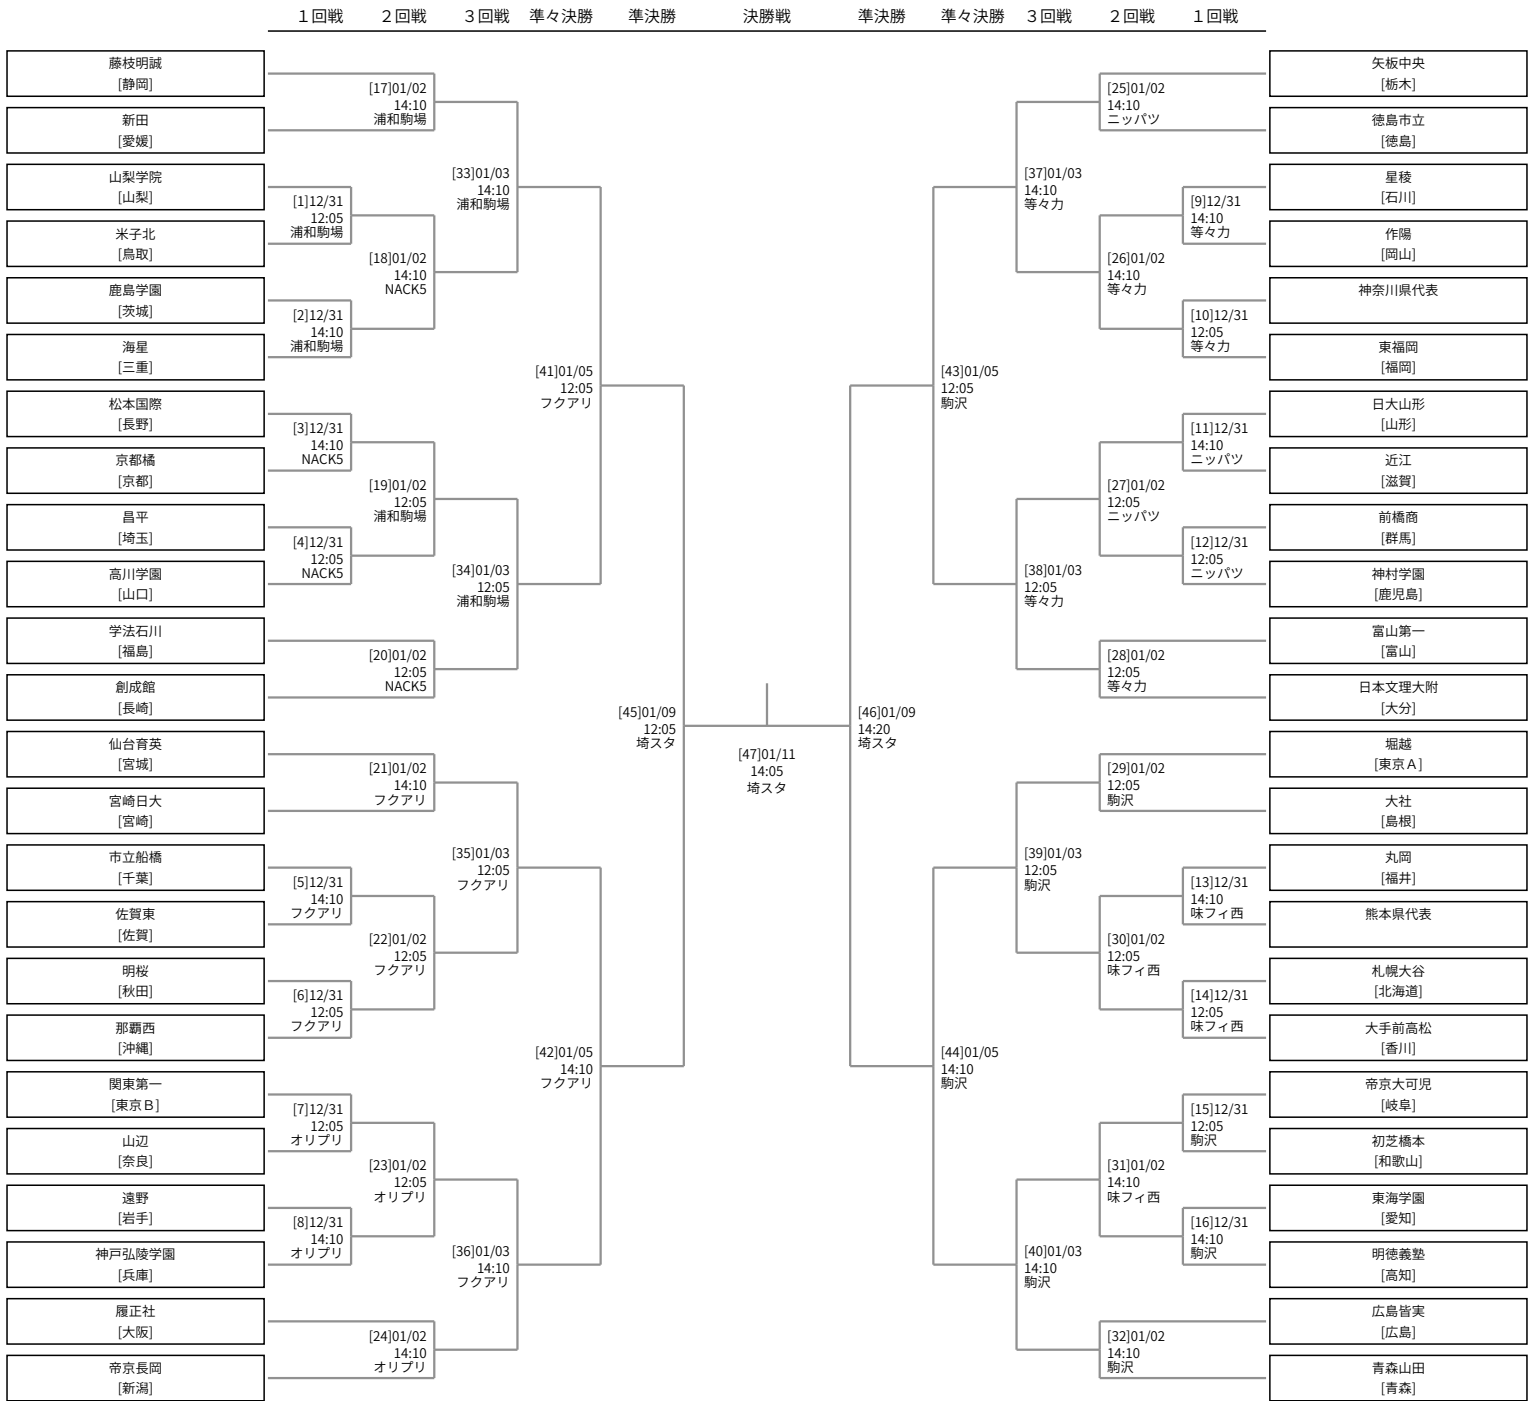 １回戦
２回戦
３回戦
準々決勝
準決勝
決勝戦
準決勝
準々決勝
３回戦
２回戦
１回戦
藤枝明誠
[静岡]
新田
[愛媛]
山梨学院
[山梨]
米子北
[鳥取]
鹿島学園
[茨城]
海星
[三重]
松本国際
[長野]
京都橘
[京都]
昌平
[埼玉]
高川学園
[山口]
学法石川
[福島]
創成館
[長崎]
仙台育英
[宮城]
宮崎日大
[宮崎]
市立船橋
[千葉]
佐賀東
[佐賀]
明桜
[秋田]
那覇西
[沖縄]
関東第一
[東京Ｂ]
山辺
[奈良]
遠野
[岩手]
神戸弘陵学園
[兵庫]
履正社
[大阪]
帝京長岡
[新潟]
[1]12/31
12:05
浦和駒場
[2]12/31
14:10
浦和駒場
[3]12/31
14:10
NACK5
[4]12/31
12:05
NACK5
[5]12/31
14:10
フクアリ
[6]12/31
12:05
フクアリ
[7]12/31
12:05
オリプリ
[8]12/31
14:10
オリプリ
[17]01/02
14:10
浦和駒場
[18]01/02
14:10
NACK5
[19]01/02
12:05
浦和駒場
[20]01/02
12:05
NACK5
[21]01/02
14:10
フクアリ
[22]01/02
12:05
フクアリ
[23]01/02
12:05
オリプリ
[24]01/02
14:10
オリプリ
[33]01/03
14:10
浦和駒場
[34]01/03
12:05
浦和駒場
[35]01/03
12:05
フクアリ
[36]01/03
14:10
フクアリ
[41]01/05
12:05
フクアリ
[42]01/05
14:10
フクアリ
[45]01/09
12:05
埼スタ
[47]01/11
14:05
埼スタ
[46]01/09
14:20
埼スタ
[43]01/05
12:05
駒沢
[44]01/05
14:10
駒沢
[37]01/03
14:10
等々力
[38]01/03
12:05
等々力
[39]01/03
12:05
駒沢
[40]01/03
14:10
駒沢
[25]01/02
14:10
ニッパツ
[26]01/02
14:10
等々力
[27]01/02
12:05
ニッパツ
[28]01/02
12:05
等々力
[29]01/02
12:05
駒沢
[30]01/02
12:05
味フィ西
[31]01/02
14:10
味フィ西
[32]01/02
14:10
駒沢
[9]12/31
14:10
等々力
[10]12/31
12:05
等々力
[11]12/31
14:10
ニッパツ
[12]12/31
12:05
ニッパツ
[13]12/31
14:10
味フィ西
[14]12/31
12:05
味フィ西
[15]12/31
12:05
駒沢
[16]12/31
14:10
駒沢
矢板中央
[栃木]
徳島市立
[徳島]
星稜
[石川]
作陽
[岡山]
神奈川県代表
東福岡
[福岡]
日大山形
[山形]
近江
[滋賀]
前橋商
[群馬]
神村学園
[鹿児島]
富山第一
[富山]
日本文理大附
[大分]
堀越
[東京Ａ]
大社
[島根]
丸岡
[福井]
熊本県代表
札幌大谷
[北海道]
大手前高松
[香川]
帝京大可児
[岐阜]
初芝橋本
[和歌山]
東海学園
[愛知]
明徳義塾
[高知]
広島皆実
[広島]
青森山田
[青森]